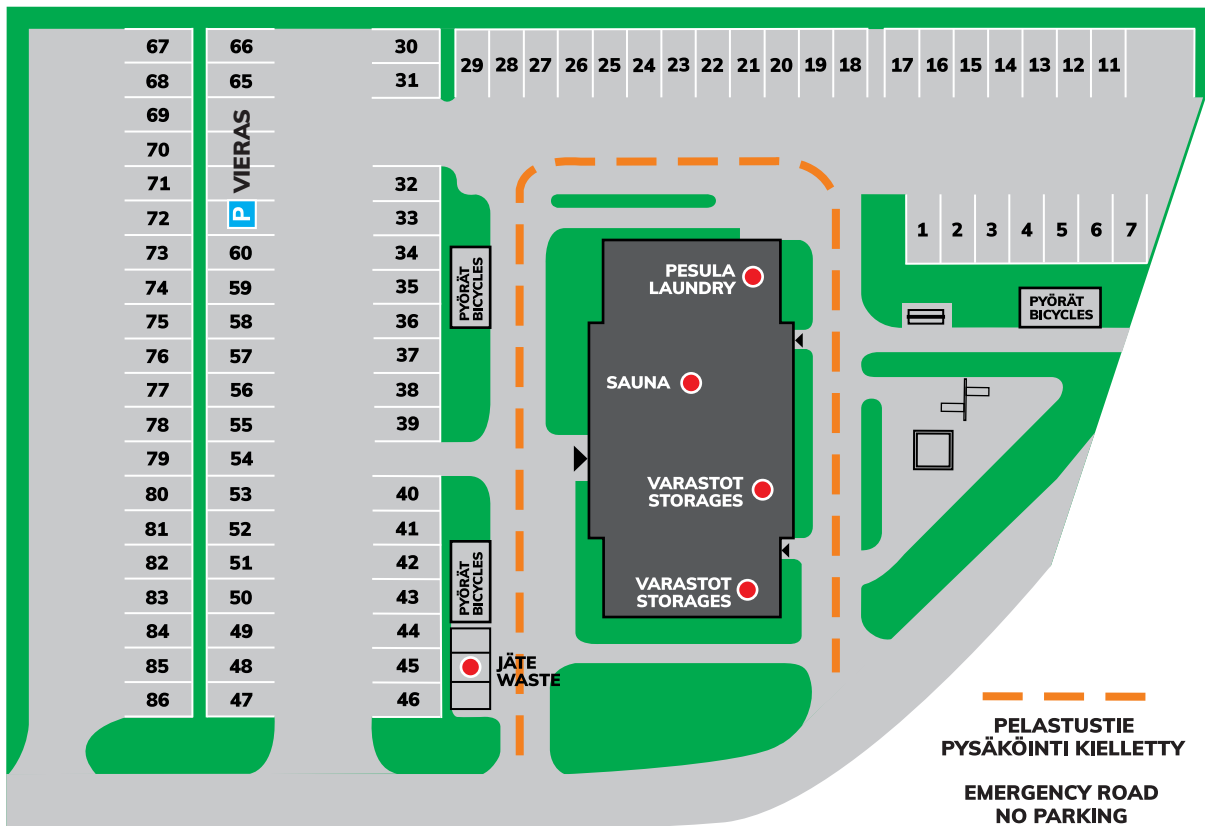 67
68
69
70
71
72
73
74
75
76
77
78
79
80
81
82
83
84
85
86
66
65
VIERAS
P
60
59
58
57
56
55
54
53
52
51
50
49
48
47
30
31
32
33
34
35
36
37
38
39
40
41
42
43
44
45
46
29 28 27 26 25 24 23 22 21 20 19 18 17 16 15 14 13 12 11
1 2 3 4 5 6 7
PYÖRÄT
BICYCLES
PYÖRÄT
BICYCLES
PYÖRÄT
BICYCLES
JÄTE
WASTE
PESULA
LAUNDRY
SAUNA
VARASTOT
STORAGES
VARASTOT
STORAGES
PELASTUSTIE
PYSÄKÖINTI KIELLETTY
EMERGENCY ROAD
NO PARKING